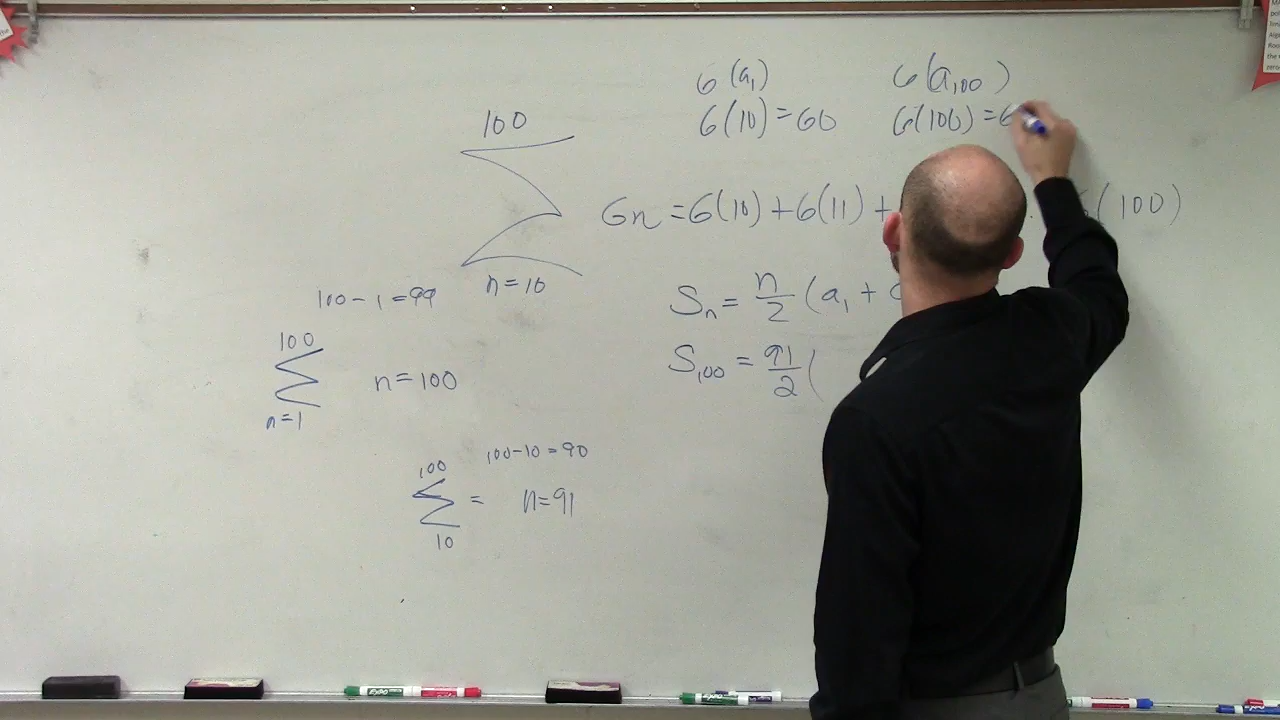 6(a₁)
6(10)=60
6(a₁₀₀)
6(100)=6
100
Σ 6n=6(10)+6(11)+ (100)
n=10
Sₙ=n/2(a₁+
S₁₀₀=91/2(
100-1=99
100
Σ n=100
n=1
100-10=90
100
Σ= n=91
10